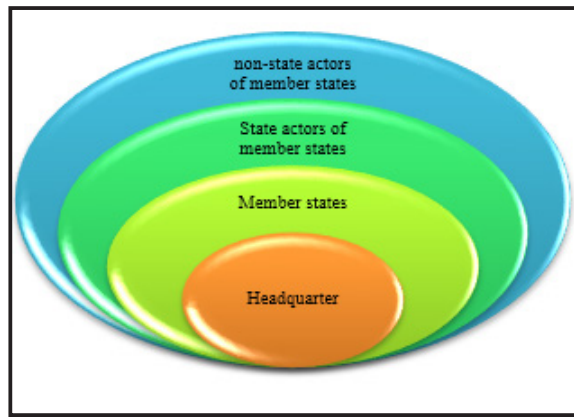 non-state actors
of member states
State actors of
member states
Member states
Headquarter